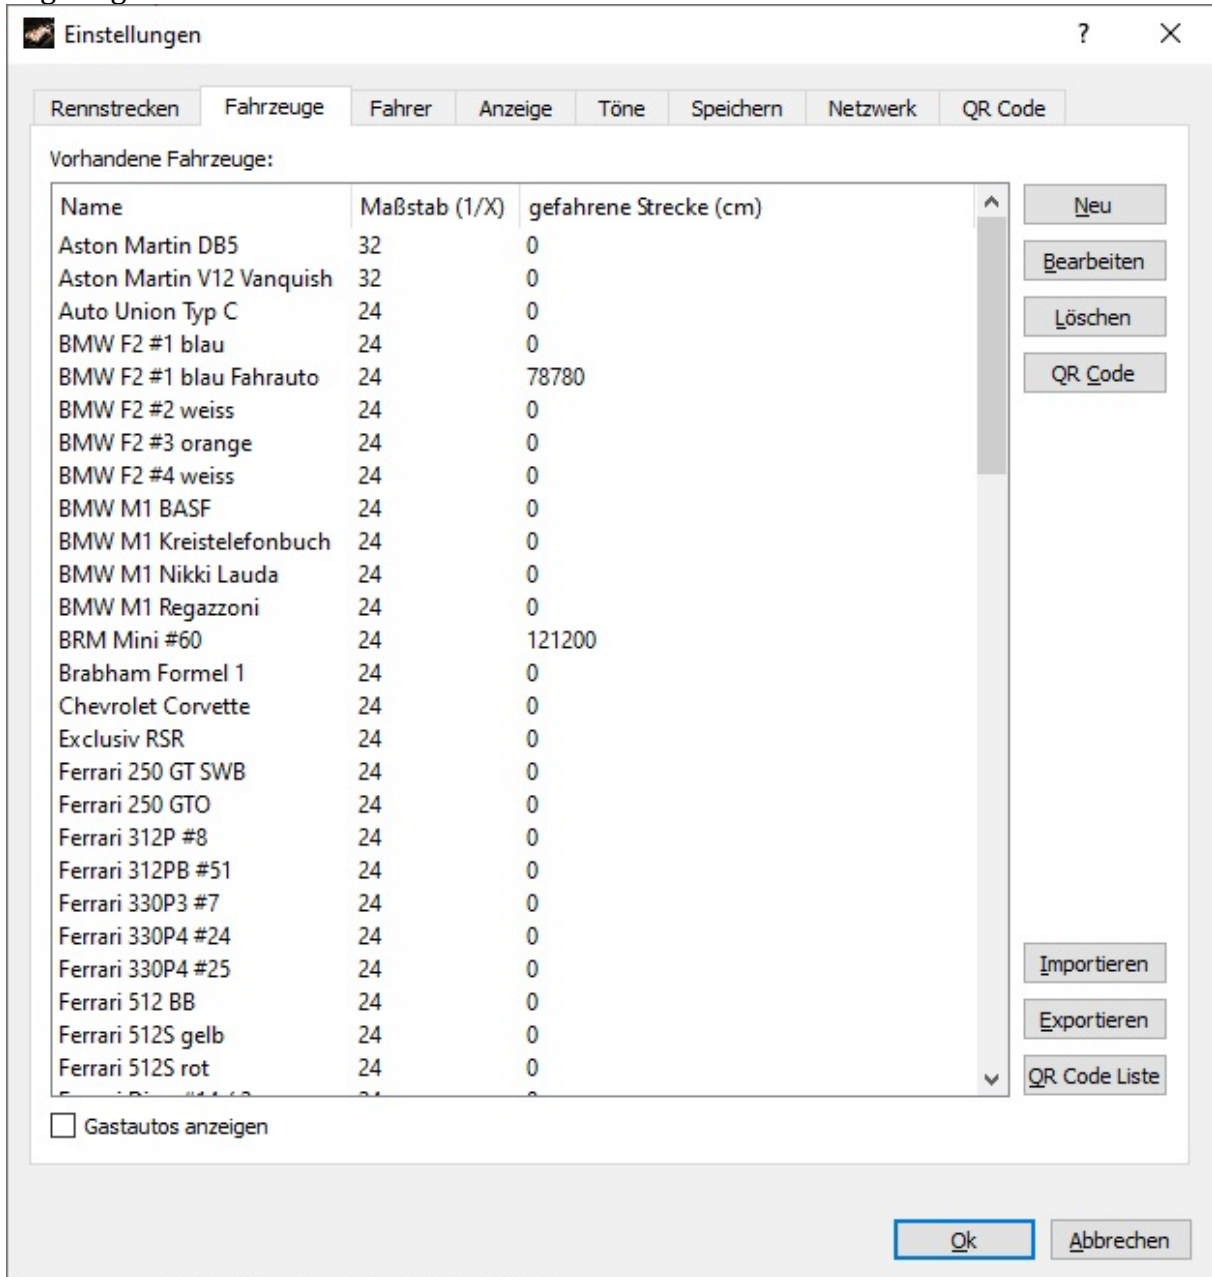 Einstellungen ?
Rennstrecken Fahrzeuge Fahrer Anzeige Töne Speichern Netzwerk QR Code
Vorhandene Fahrzeuge:
Name Maßstab (1/X) gefahrene Strecke (cm)
Aston Martin DB5 32 0
Aston Martin V12 Vanquish 32 0
Auto Union Typ C 24 0
BMW F2 #1 blau 24 0
BMW F2 #1 blau Fahrauto 24 78780
BMW F2 #2 weiss 24 0
BMW F2 #3 orange 24 0
BMW F2 #4 weiss 24 0
BMW M1 BASF 24 0
BMW M1 Kreistelefonbuch 24 0
BMW M1 Nikki Lauda 24 0
BMW M1 Regazzoni 24 0
BRM Mini #60 24 121200
Brabham Formel 1 24 0
Chevrolet Corvette 24 0
Exclusiv RSR 24 0
Ferrari 250 GT SWB 24 0
Ferrari 250 GTO 24 0
Ferrari 312P #8 24 0
Ferrari 312PB #51 24 0
Ferrari 330P3 #7 24 0
Ferrari 330P4 #24 24 0
Ferrari 330P4 #25 24 0
Ferrari 512 BB 24 0
Ferrari 512S gelb 24 0
Ferrari 512S rot 24 0
Neu
Bearbeiten
Löschen
QR Code
Importieren
Exportieren
QR Code Liste
Gastautos anzeigen
Ok Abbrechen